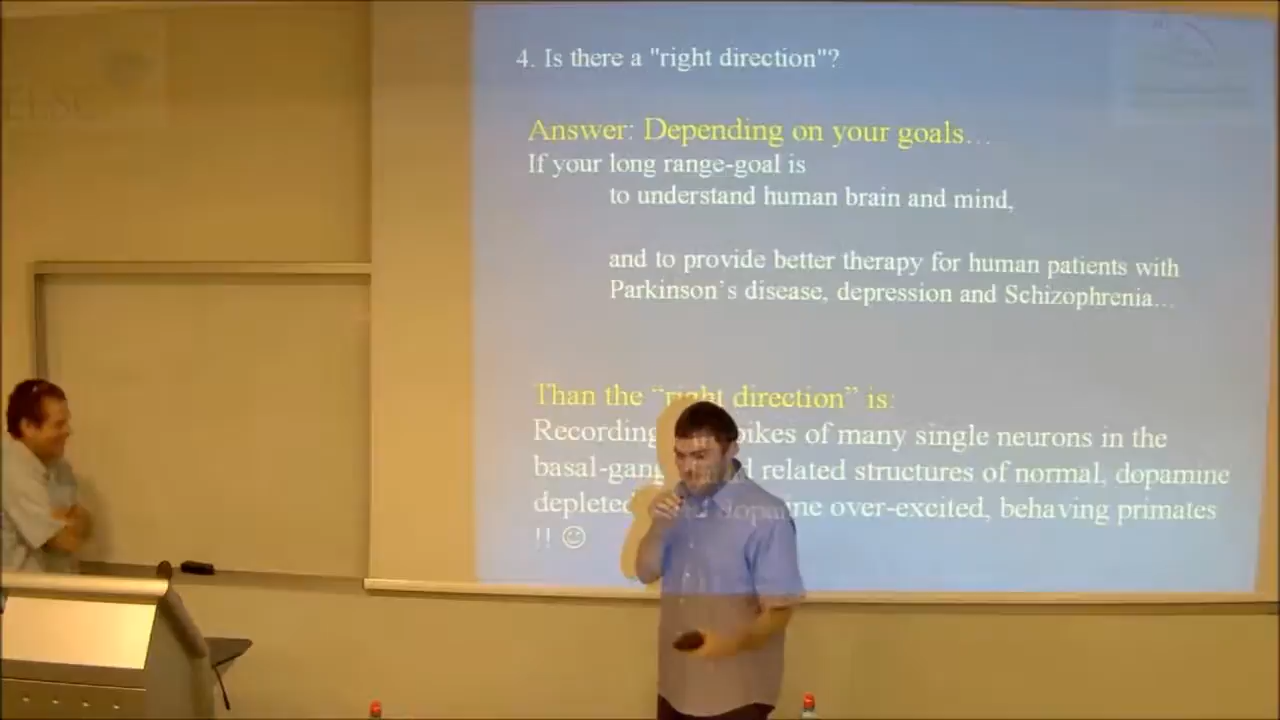 4. Is there a "right direction"?
Answer: Depending on your goals…
If your long range-goal is
to understand human brain and mind,
and to provide better therapy for human patients with
Parkinson's disease, depression and Schizophrenia…
Than the “right direction” is:
Recording spikes of many single neurons in the
basal-gang related structures of normal, dopamine
depleted dopamine over-excited, behaving primates
!! ☺
ELSC